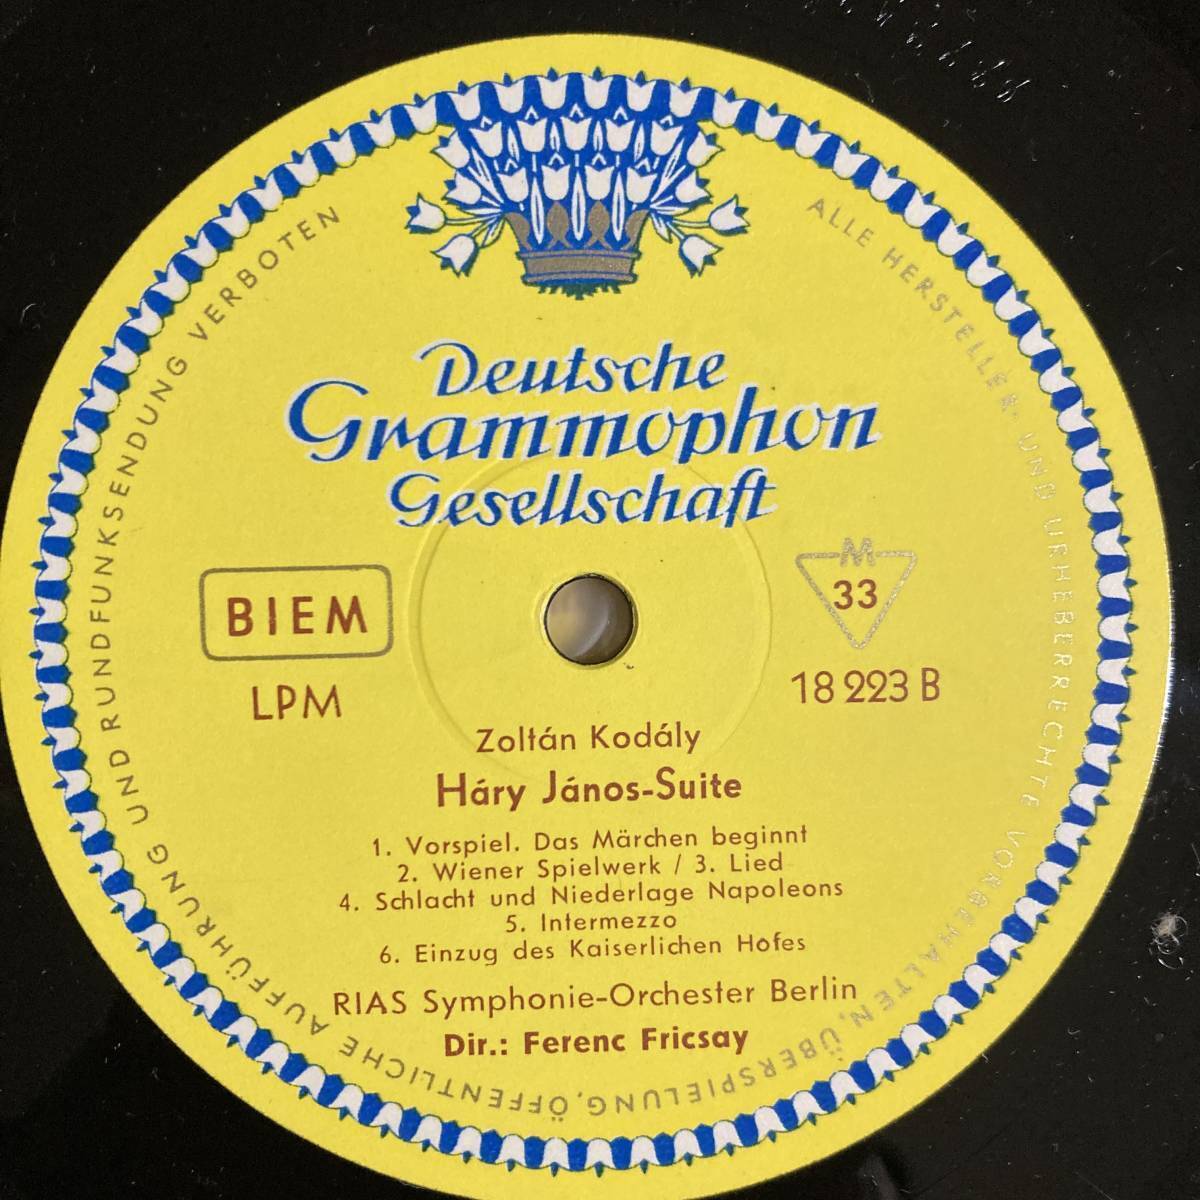 Deutsche
Grammophon
Gesellschaft
BIEM
LPM
M
33
18 223 B
Zoltán Kodály
Háry János-Suite
1. Vorspiel. Das Märchen beginnt
2. Wiener Spielwerk / 3. Lied
4. Schlacht und Niederlage Napoleons
5. Intermezzo
6. Einzug des Kaiserlichen Hofes
RIAS Symphonie-Orchester Berlin
Dir.: Ferenc Fricsay
ALLE HERSTELLER- UND URHEBERRECHTE VORBEHALTEN, ÜBERSPIELUNG, ÖFFENTLICHE AUFFÜHRUNG UND RUNDFUNKSENDUNG VERBOTEN